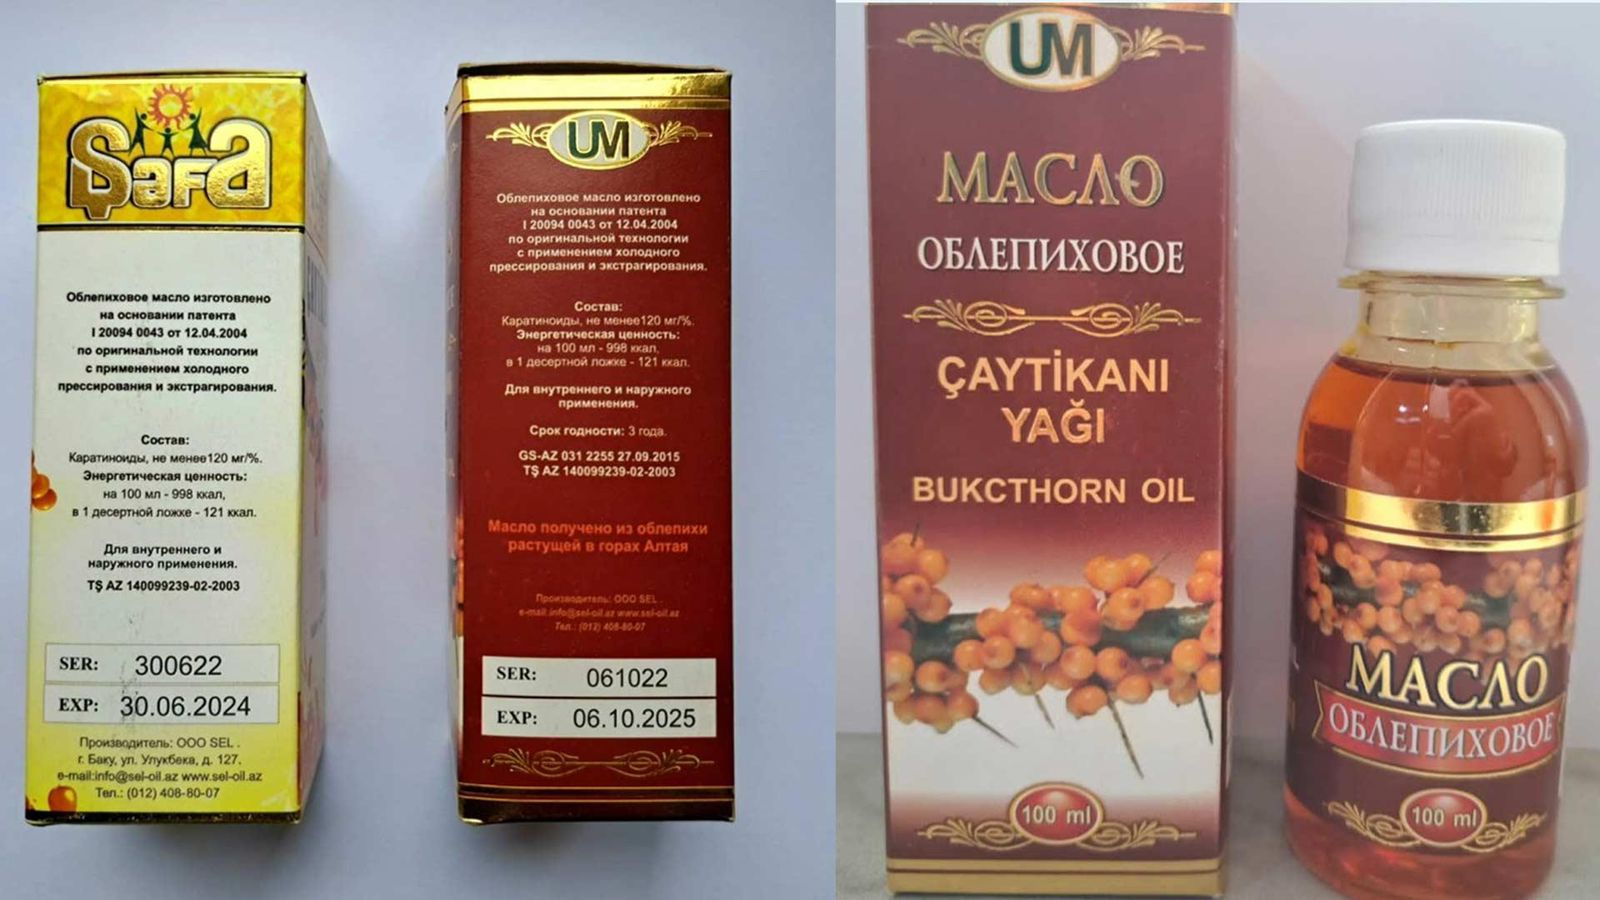 Şəfa
Облепиховое масло изготовлено
на основании патента
I 20094 0043 от 12.04.2004
по оригинальной технологии
с применением холодного
прессирования и экстрагирования.
Состав:
Каратиноиды, не менее120 мг/%.
Энергетическая ценность:
на 100 мл - 998 ккал,
в 1 десертной ложке - 121 ккал.
Для внутреннего и
наружного применения.
TŞ AZ 140099239-02-2003
SER: 300622
EXP: 30.06.2024
Производитель: ООО SEL .
г. Баку, ул. Улукбека, д. 127.
e-mail:info@sel-oil.az www.sel-oil.az
Тел.: (012) 408-80-07
UM
Облепиховое масло изготовлено
на основании патента
I 20094 0043 от 12.04.2004
по оригинальной технологии
с применением холодного
прессирования и экстрагирования.
Состав:
Каратиноиды, не менее120 мг/%.
Энергетическая ценность:
на 100 мл - 998 ккал,
в 1 десертной ложке - 121 ккал.
Для внутреннего и наружного
применения.
Срок годности: 3 года.
GS-AZ 031 2255 27.09.2015
TŞ AZ 140099239-02-2003
Масло получено из облепихи
растущей в горах Алтая
Производитель: ООО SEL .
e-mail:info@sel-oil.az www.sel-oil.az
Тел.: (012) 408-80-07
SER: 061022
EXP: 06.10.2025
UM
МАСЛО
ОБЛЕПИХОВОЕ
ÇAYTİKANI
YAĞI
BUKCTHORN OIL
100 ml
МАСЛО
ОБЛЕПИХОВОЕ
100 ml